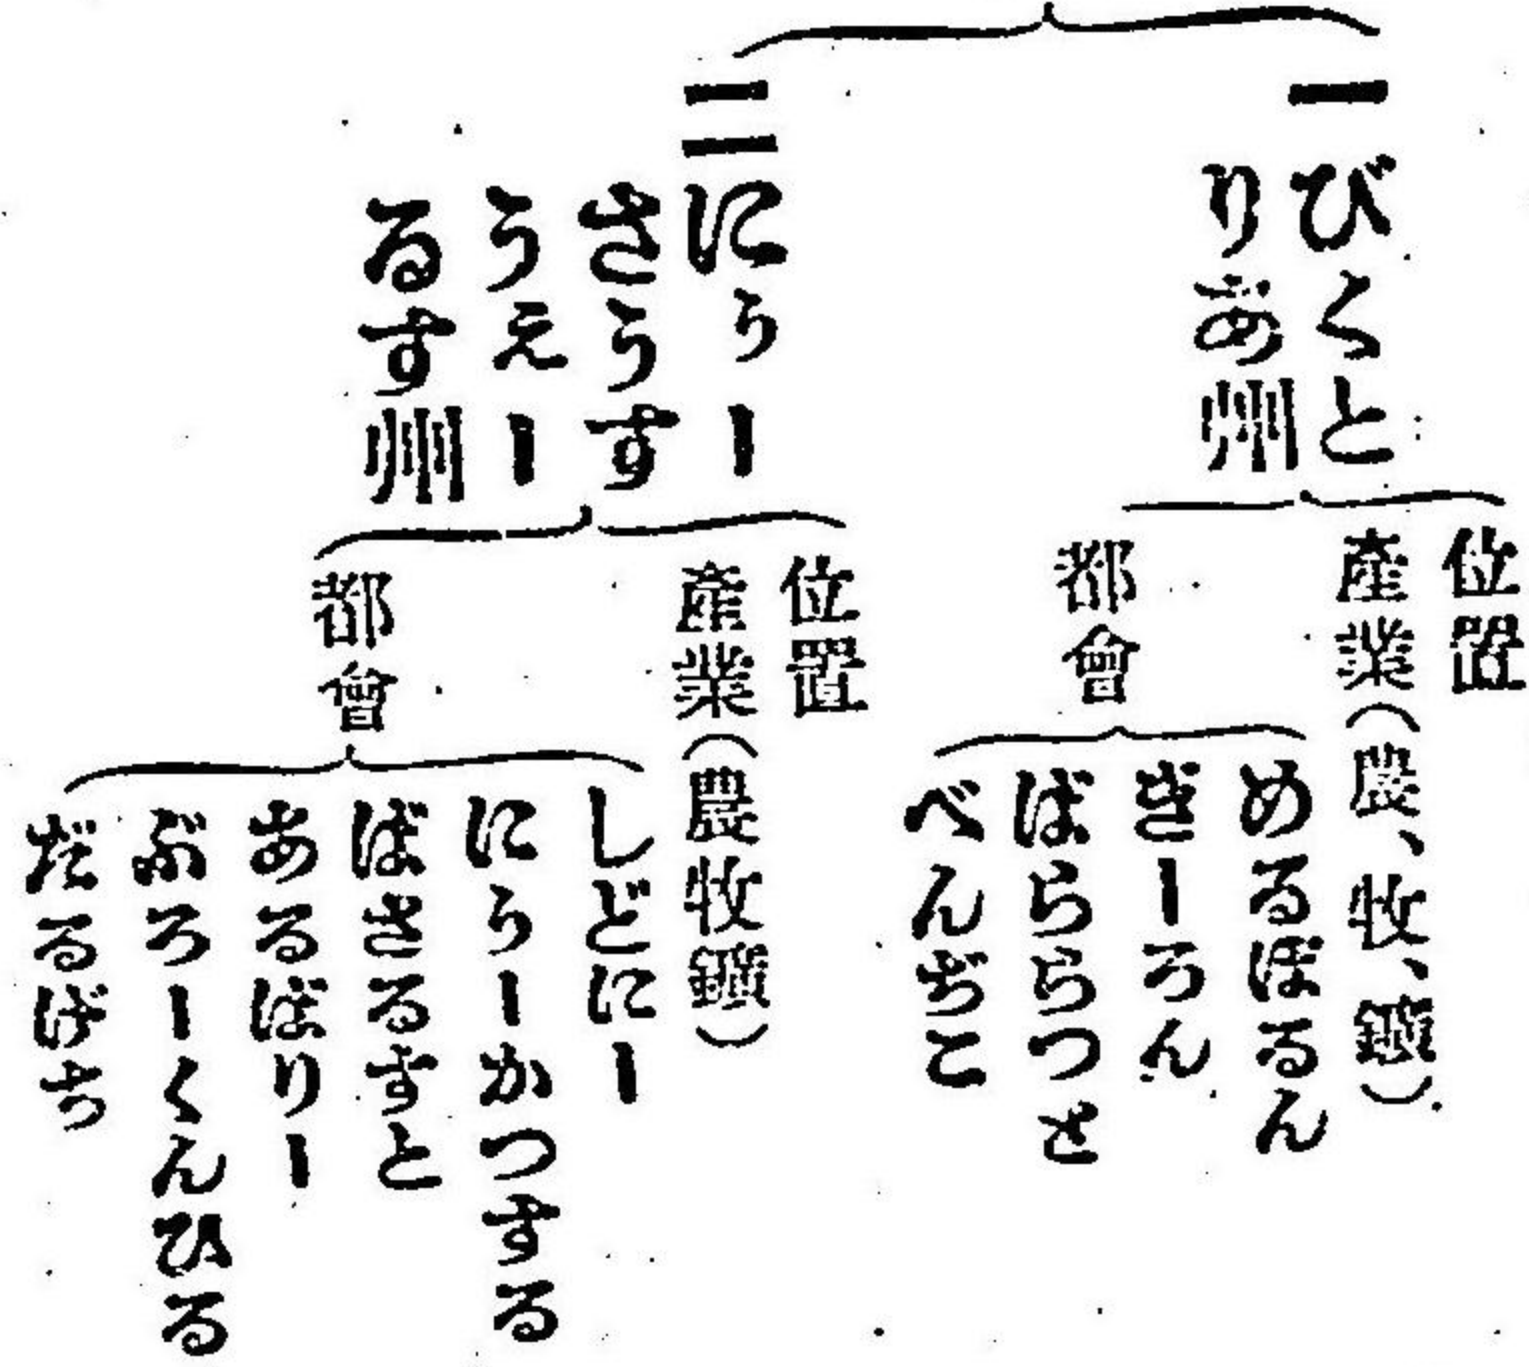 一 びくと
りあ州
位置
產業(農、牧、鑛)
都會
めるぼるん
ぎーろん
ばららつと
べんぢこ
二 にうー
さうす
うえー
るす州
位置
產業(農牧鑛)
都會
しどにー
にうーかつする
ばさるすと
あるばりー
ぶろーくんひる
だるげち